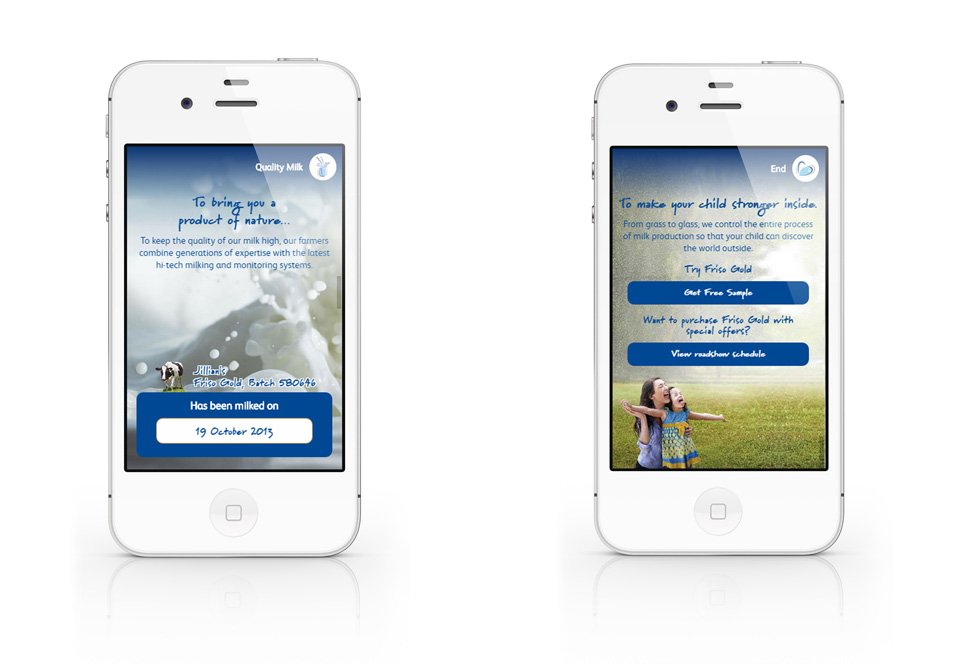 Quality Milk
To bring you a
product of nature...
To keep the quality of our milk high, our farmers
combine generations of expertise with the latest
hi-tech milking and monitoring systems.
Jillian's
Friso Gold, Batch 580646
Has been milked on
19 October 2013
End
To make your child stronger inside.
From grass to glass, we control the entire process
of milk production so that your child can discover
the world outside.
Try Friso Gold
Get Free Sample
Want to purchase Friso Gold with
special offers?
View roadshow schedule